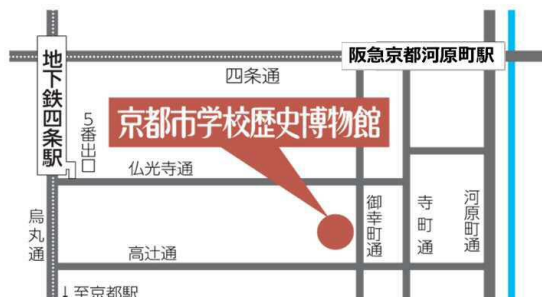 地下鉄四条駅
阪急京都河原町駅
四条通
5番出口
京都市学校歴史博物館
仏光寺通
烏丸通
御幸町通
寺町通
河原町通
高辻通
↓至京都駅